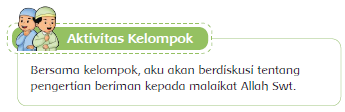 Aktivitas Kelompok
Bersama kelompok, aku akan berdiskusi tentang
pengertian beriman kepada malaikat Allah Swt.